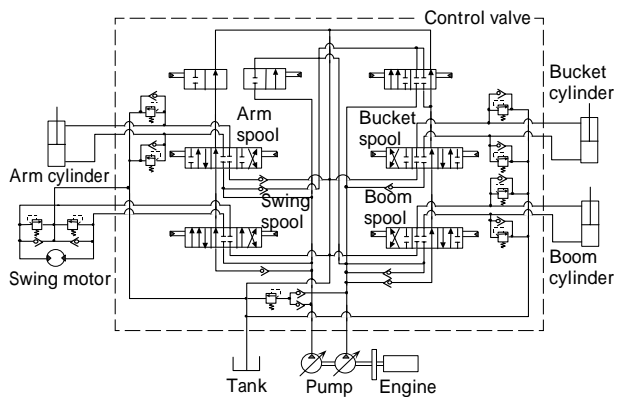 Control valve
Bucket
cylinder
Arm
spool
Bucket
spool
Arm cylinder
Swing
spool
Boom
spool
Swing motor
Boom
cylinder
Tank
Pump
Engine